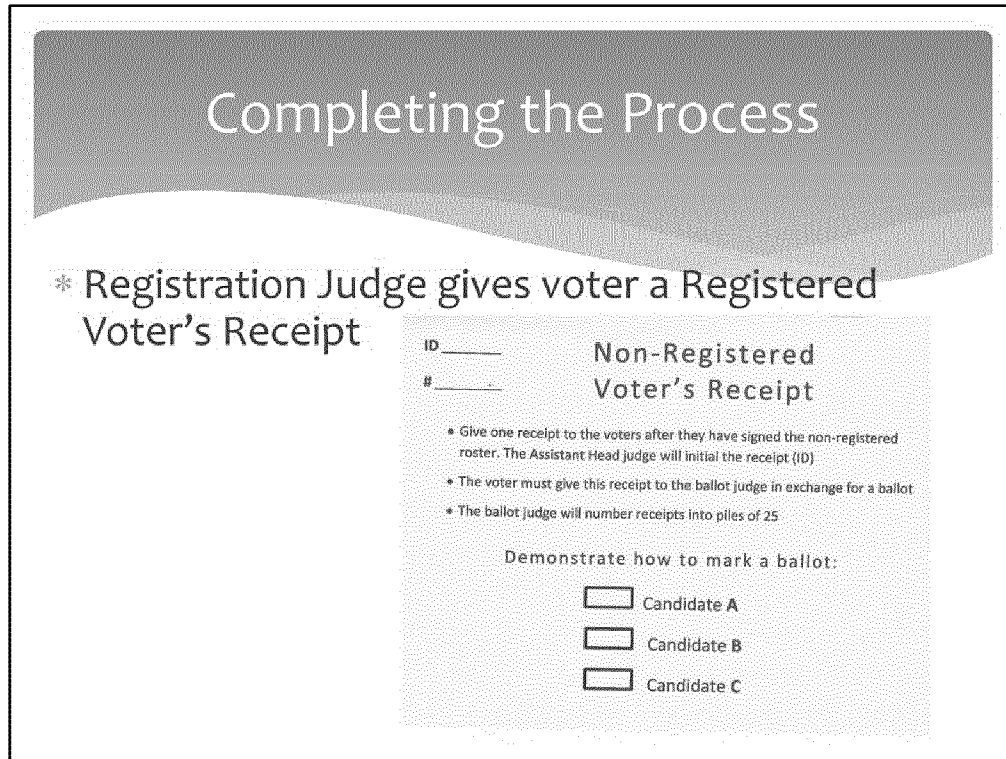 Completing the Process
* Registration Judge gives voter a Registered
Voter's Receipt
ID_______
#_______
Non-Registered
Voter's Receipt
• Give one receipt to the voters after they have signed the non-registered
roster. The Assistant Head judge will initial the receipt (ID)
• The voter must give this receipt to the ballot judge in exchange for a ballot
• The ballot judge will number receipts into piles of 25
Demonstrate how to mark a ballot:
Candidate A
Candidate B
Candidate C